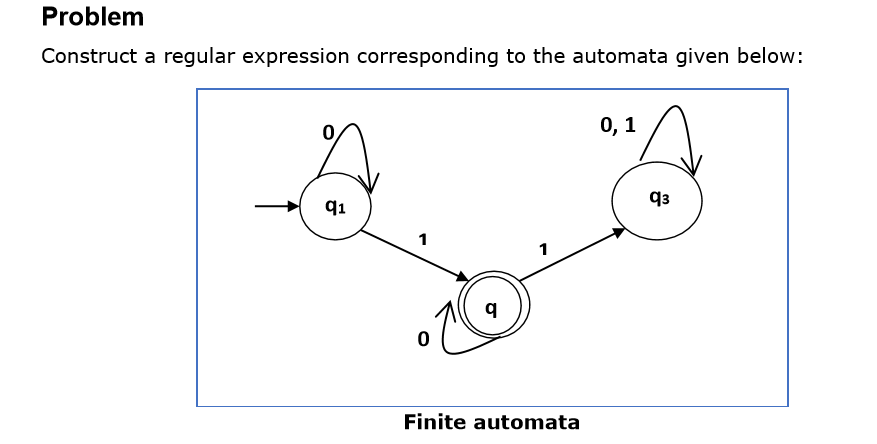 Problem
Construct a regular expression corresponding to the automata given below:
0
0, 1
q1
q3
1
1
q
0
Finite automata